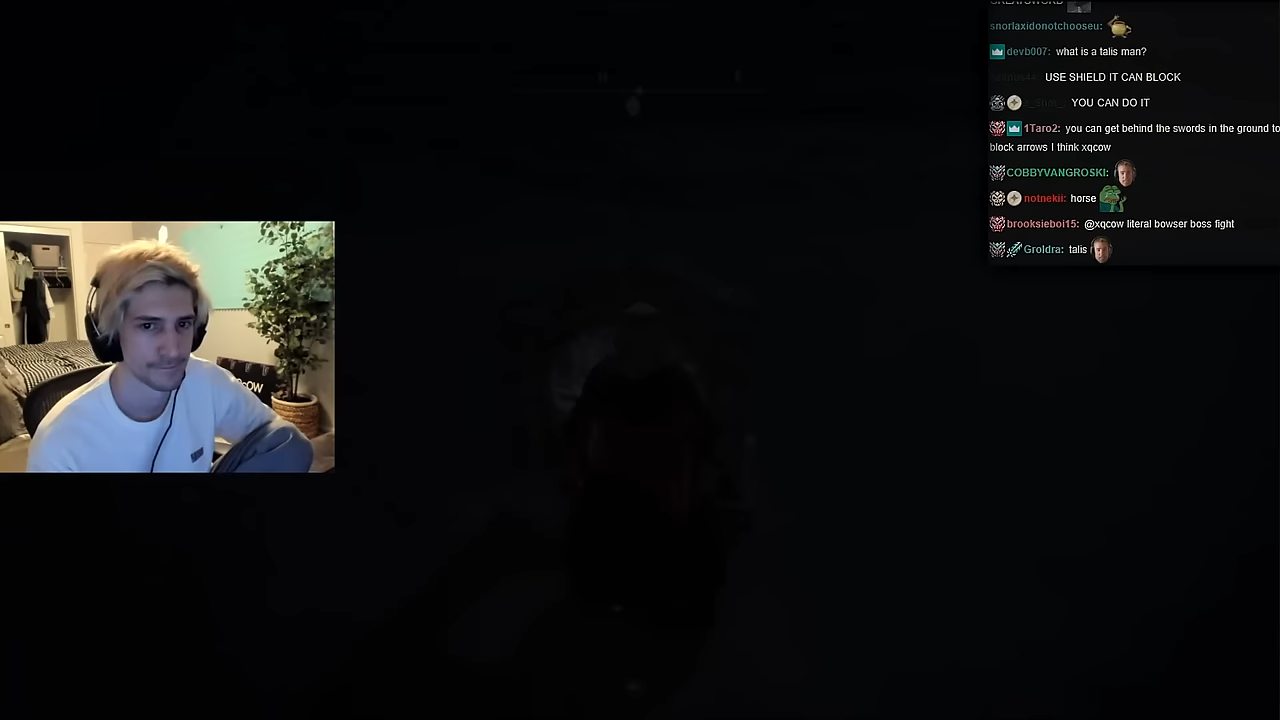 GREATSWORD
snorlaxidonotchooseu:
devb007: what is a talis man?
USE SHIELD IT CAN BLOCK
YOU CAN DO IT
1Taro2: you can get behind the swords in the ground to
block arrows I think xqcow
COBBYVANGROSKI:
notnekii: horse
brooksieboi15: @xqcow literal bowser boss fight
Groldra: talis